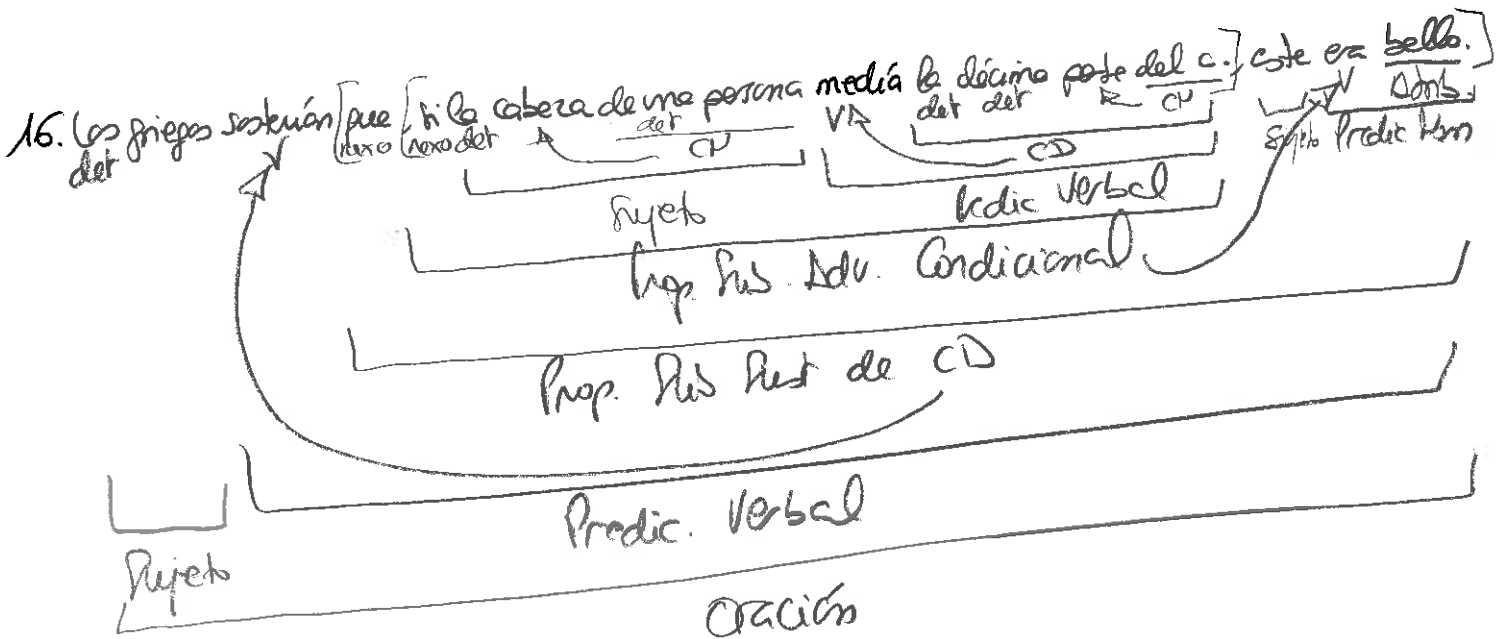 16. Los griegos sostenían [que [si la cabeza de una persona medía la décima parte del c.], este era bello.]
det V nexo nexo det det V det det CN Atrib.
CN CD Sujeto Predic Nom
Sujeto Predic Verbal
Prop. Sub. Adv. Condicional
Prop. Sub Sust de CD
Predic. Verbal
Sujeto
Oración